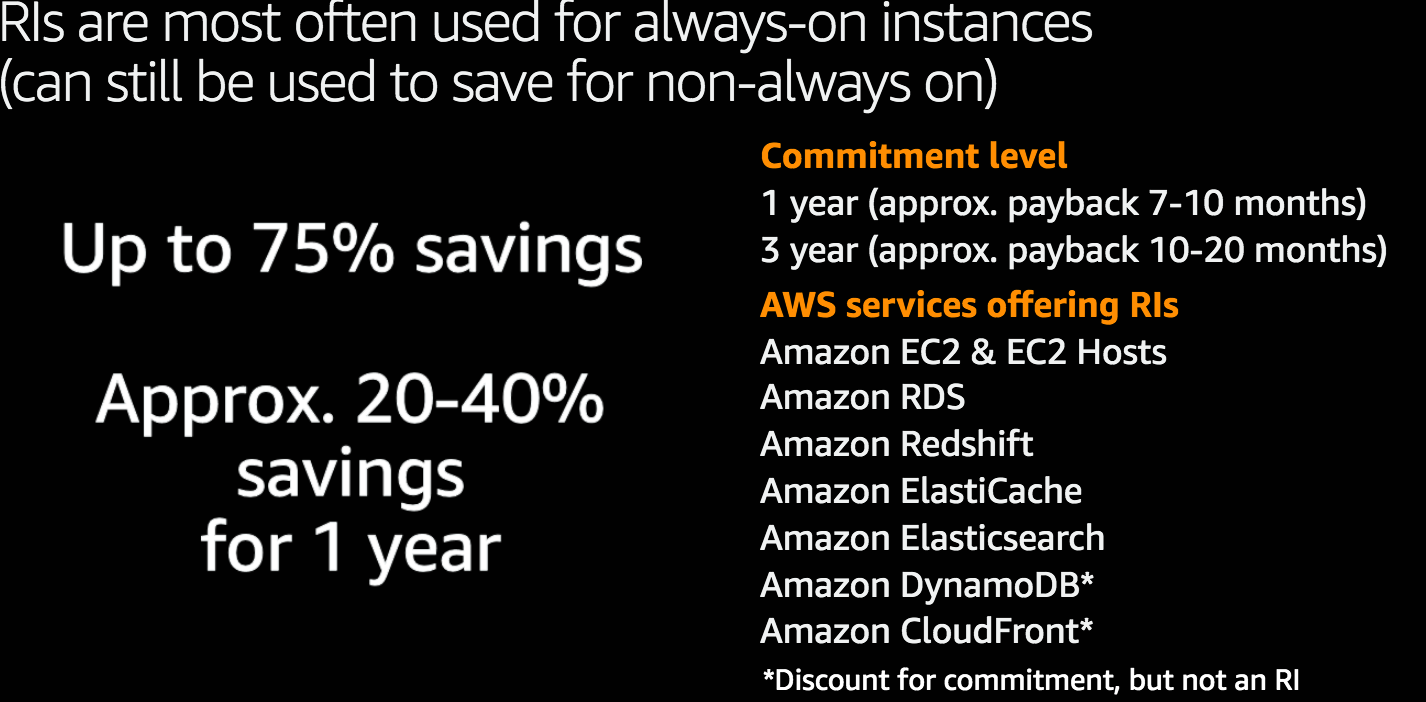 RIs are most often used for always-on instances
(can still be used to save for non-always on)
Up to 75% savings
Approx. 20-40%
savings
for 1 year
Commitment level
1 year (approx. payback 7-10 months)
3 year (approx. payback 10-20 months)
AWS services offering RIs
Amazon EC2 & EC2 Hosts
Amazon RDS
Amazon Redshift
Amazon ElastiCache
Amazon Elasticsearch
Amazon DynamoDB*
Amazon CloudFront*
*Discount for commitment, but not an RI